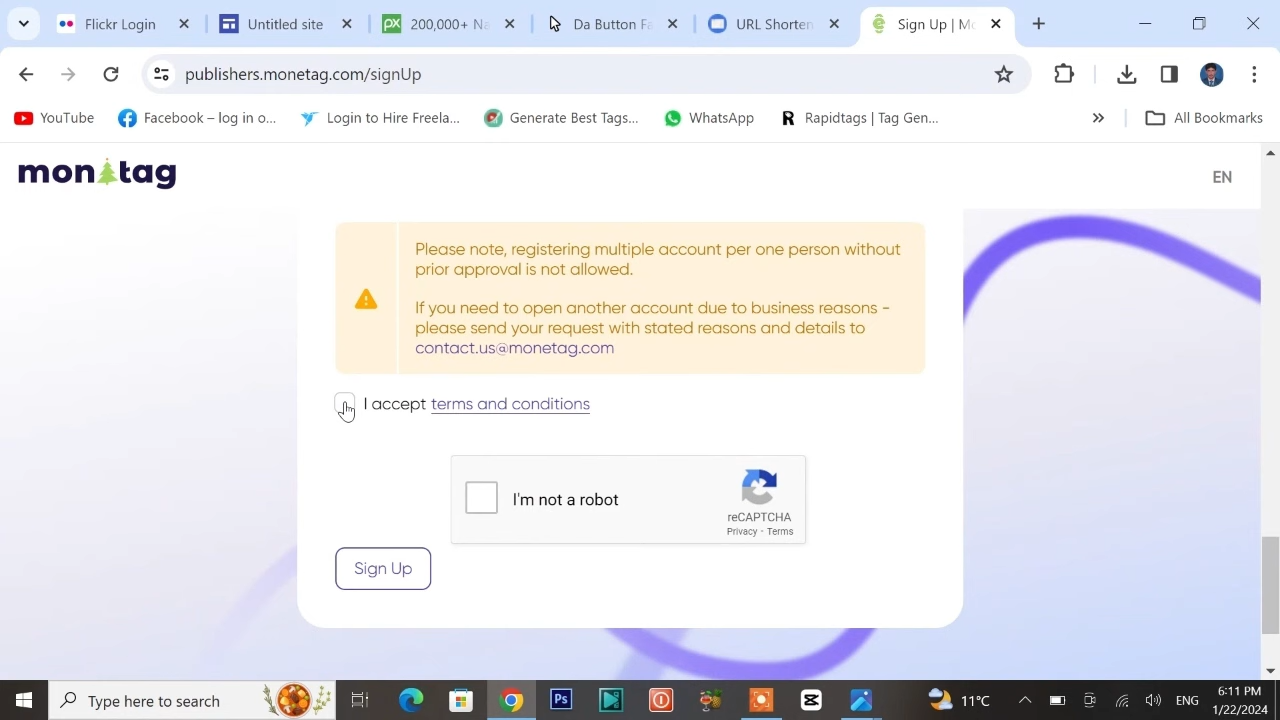 Flickr Login
Untitled site
200,000+ Na
Da Button Fa
URL Shorten
Sign Up | Mo
publishers.monetag.com/signUp
YouTube
Facebook – log in o...
Login to Hire Freela...
Generate Best Tags...
WhatsApp
Rapidtags | Tag Gen...
All Bookmarks
monetag
EN
Please note, registering multiple account per one person without
prior approval is not allowed.
If you need to open another account due to business reasons -
please send your request with stated reasons and details to
contact.us@monetag.com
I accept terms and conditions
I'm not a robot
reCAPTCHA
Privacy - Terms
Sign Up
Type here to search
11°C
ENG
6:11 PM
1/22/2024